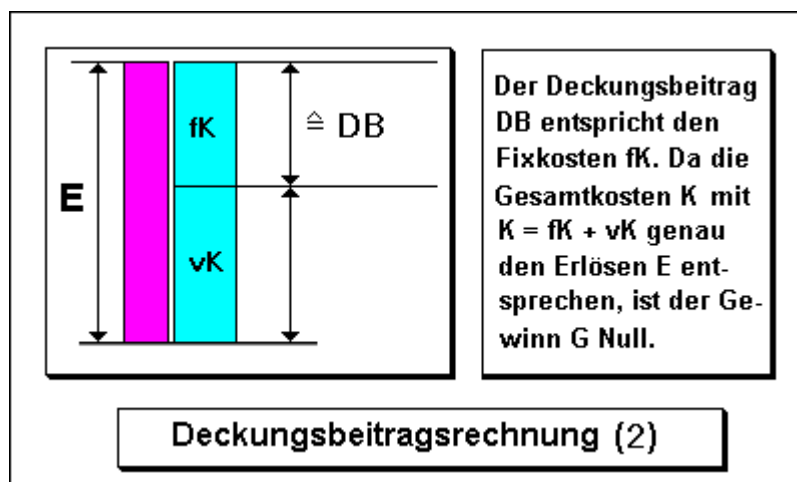 E
fK
≙ DB
vK
Der Deckungsbeitrag
DB entspricht den
Fixkosten fK. Da die
Gesamtkosten K mit
K = fK + vK genau
den Erlösen E ent-
sprechen, ist der Ge-
winn G Null.
Deckungsbeitragsrechnung (2)